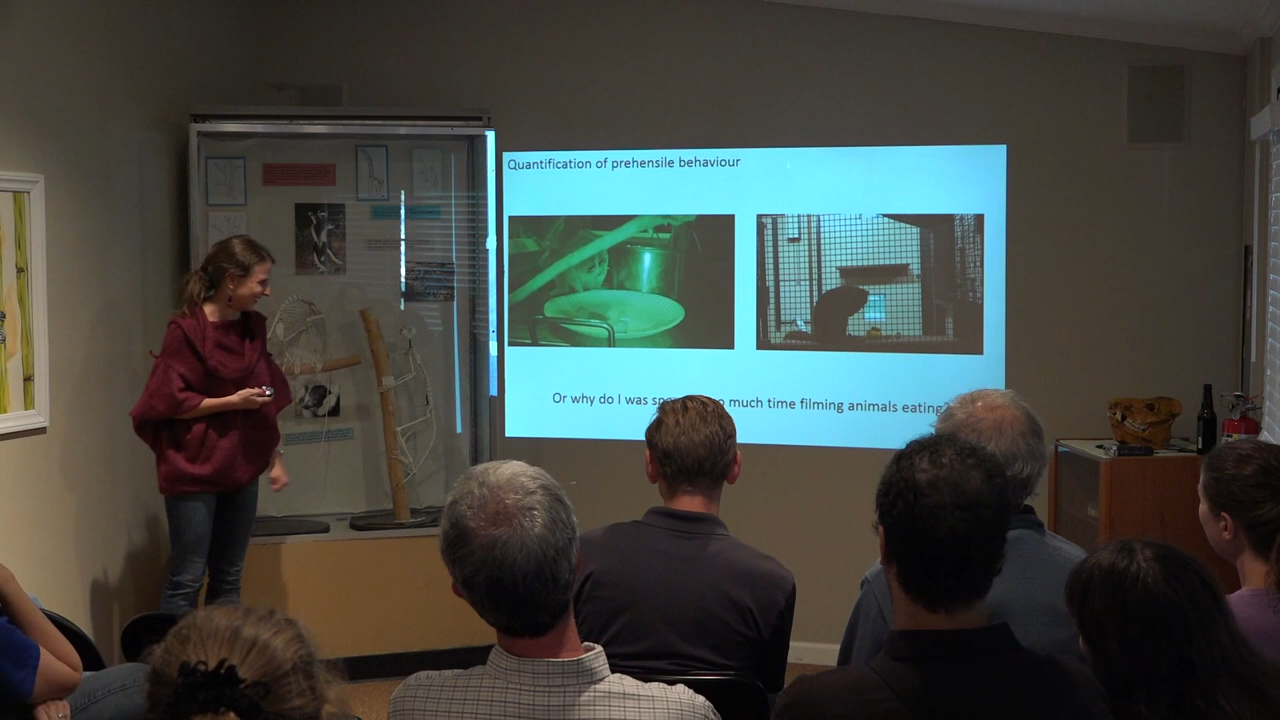 Quantification of prehensile behaviour
Or why do I was much time filming animals eating